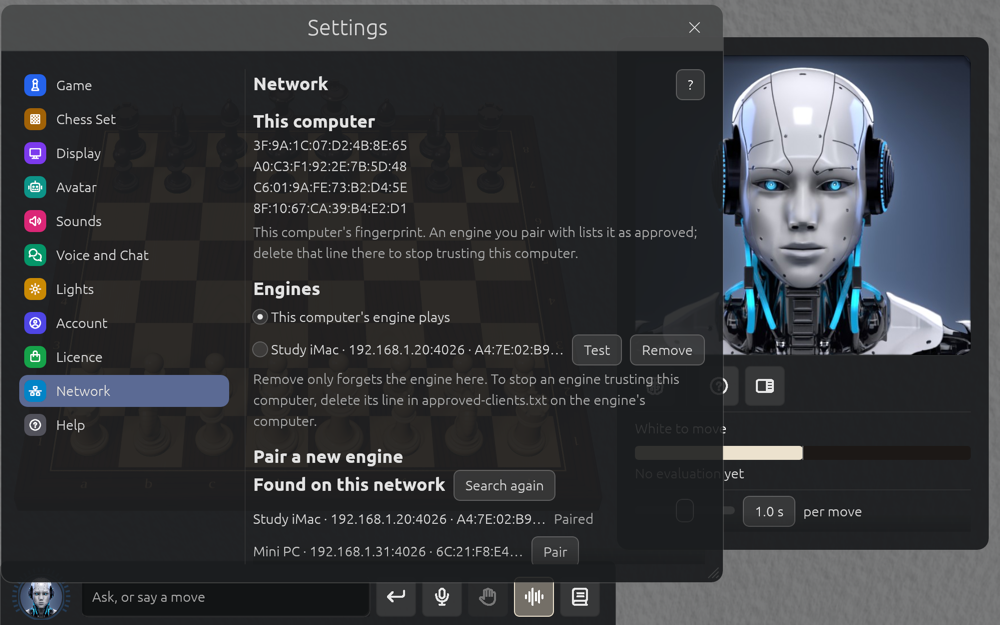 Settings
Game
Chess Set
Display
Avatar
Sounds
Voice and Chat
Lights
Account
Licence
Network
Help
Network
?
This computer
3F:9A:1C:07:D2:4B:8E:65
A0:C3:F1:92:2E:7B:5D:48
C6:01:9A:FE:73:B2:D4:5E
8F:10:67:CA:39:B4:E2:D1
This computer's fingerprint. An engine you pair with lists it as approved;
delete that line there to stop trusting this computer.
Engines
This computer's engine plays
Study iMac · 192.168.1.20:4026 · A4:7E:02:B9... Test Remove
Remove only forgets the engine here. To stop an engine trusting this
computer, delete its line in approved-clients.txt on the engine's
computer.
Pair a new engine
Found on this network Search again
Study iMac · 192.168.1.20:4026 · A4:7E:02:B9... Paired
Mini PC · 192.168.1.31:4026 · 6C:21:F8:E4... Pair
White to move
No evaluation yet
1.0 s per move
Ask, or say a move